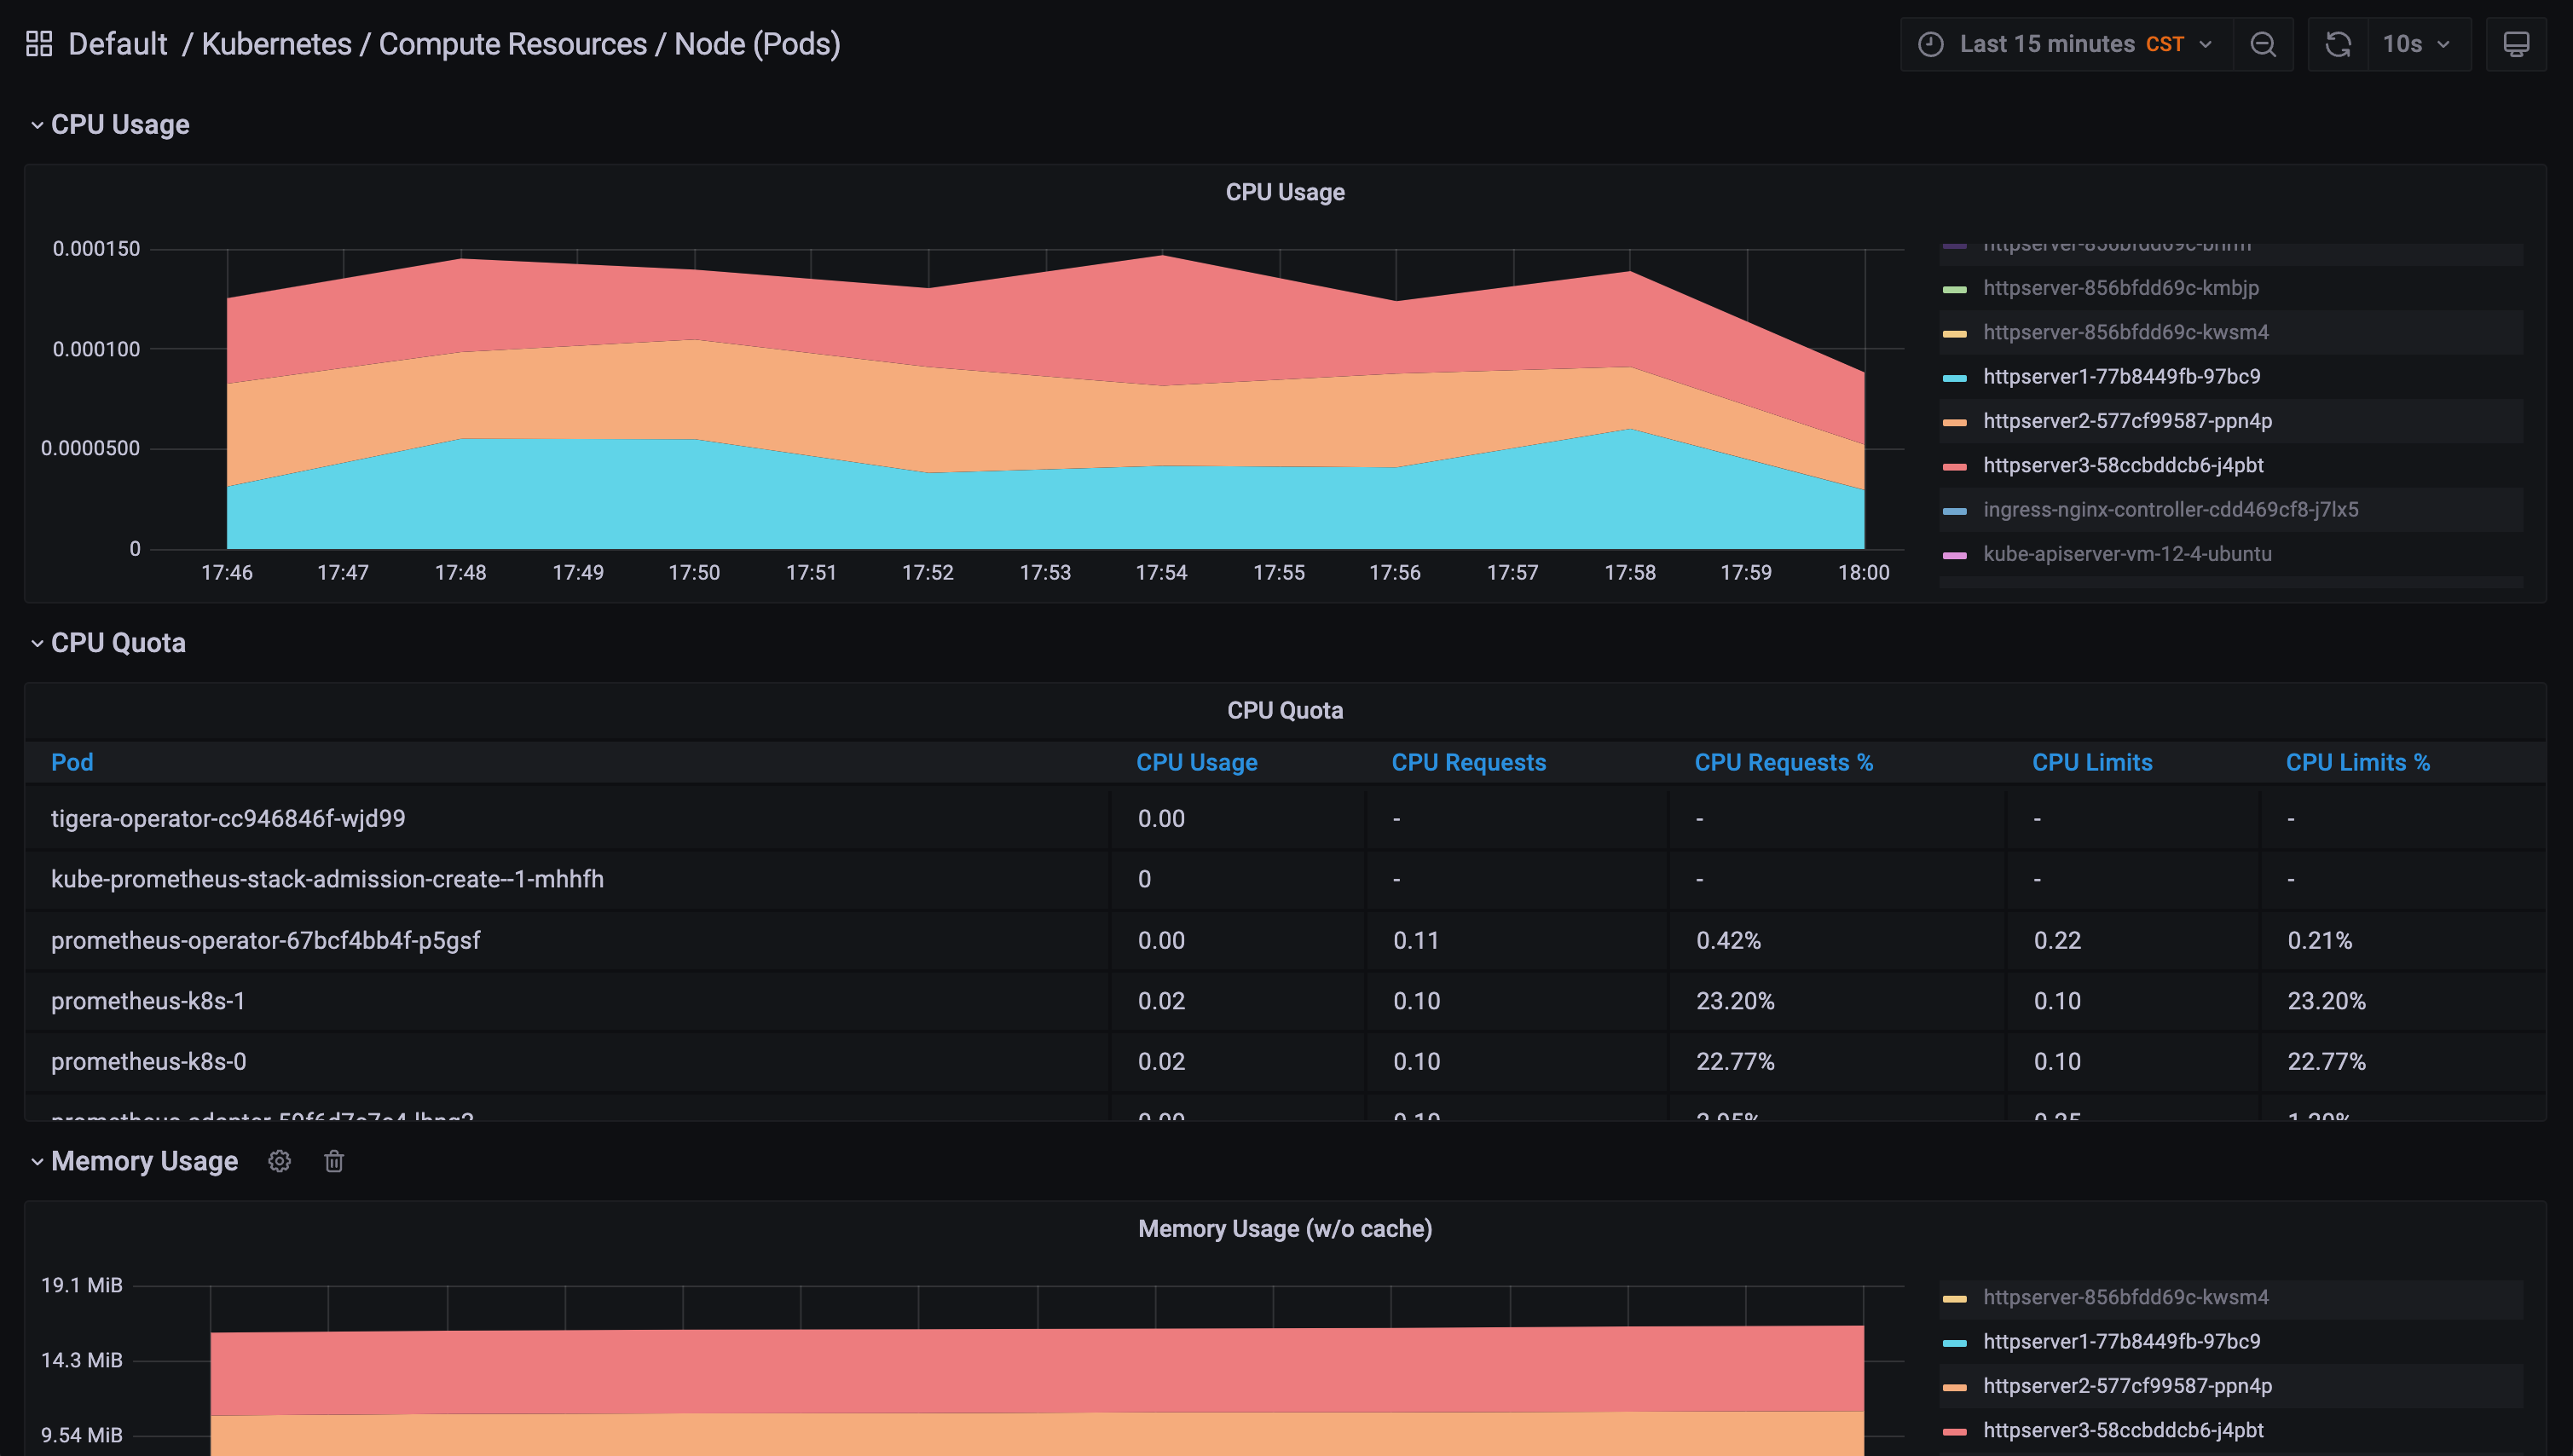 Default / Kubernetes / Compute Resources / Node (Pods)
Last 15 minutes CST
10s
CPU Usage
CPU Usage
0.000150
0.000100
0.0000500
0
17:46 17:47 17:48 17:49 17:50 17:51 17:52 17:53 17:54 17:55 17:56 17:57 17:58 17:59 18:00
httpserver-856bfdd69c-kmbjp
httpserver-856bfdd69c-kwsm4
httpserver1-77b8449fb-97bc9
httpserver2-577cf99587-ppn4p
httpserver3-58ccbddcb6-j4pbt
ingress-nginx-controller-cdd469cf8-j7lx5
kube-apiserver-vm-12-4-ubuntu
CPU Quota
CPU Quota
Pod CPU Usage CPU Requests CPU Requests % CPU Limits CPU Limits %
tigera-operator-cc946846f-wjd99 0.00 - - - -
kube-prometheus-stack-admission-create--1-mhhfh 0 - - - -
prometheus-operator-67bcf4bb4f-p5gsf 0.00 0.11 0.42% 0.22 0.21%
prometheus-k8s-1 0.02 0.10 23.20% 0.10 23.20%
prometheus-k8s-0 0.02 0.10 22.77% 0.10 22.77%
Memory Usage
Memory Usage (w/o cache)
19.1 MiB
14.3 MiB
9.54 MiB
httpserver-856bfdd69c-kwsm4
httpserver1-77b8449fb-97bc9
httpserver2-577cf99587-ppn4p
httpserver3-58ccbddcb6-j4pbt